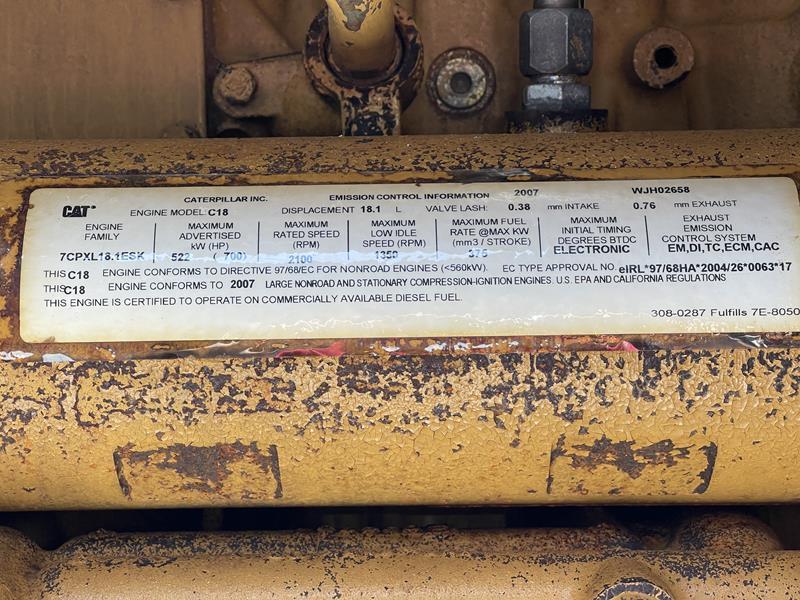 CATERPILLAR INC. EMISSION CONTROL INFORMATION 2007 WJH02658
CAT® ENGINE MODEL: C18 DISPLACEMENT 18.1 L VALVE LASH: 0.38 mm INTAKE 0.76 mm EXHAUST
ENGINE FAMILY MAXIMUM ADVERTISED kW (HP) MAXIMUM RATED SPEED (RPM) MAXIMUM LOW IDLE SPEED (RPM) MAXIMUM FUEL RATE @MAX KW (mm3 / STROKE) MAXIMUM INITIAL TIMING DEGREES BTDC EXHAUST EMISSION CONTROL SYSTEM
7CPXL18.1ESK 522 ( 700) 2100 1350 375 ELECTRONIC EM,DI,TC,ECM,CAC
THIS C18 ENGINE CONFORMS TO DIRECTIVE 97/68/EC FOR NONROAD ENGINES (<560kW). EC TYPE APPROVAL NO. eIRL*97/68HA*2004/26*0063*17
THIS C18 ENGINE CONFORMS TO 2007 LARGE NONROAD AND STATIONARY COMPRESSION-IGNITION ENGINES. U.S. EPA AND CALIFORNIA REGULATIONS
THIS ENGINE IS CERTIFIED TO OPERATE ON COMMERCIALLY AVAILABLE DIESEL FUEL.
308-0287 Fulfills 7E-8050